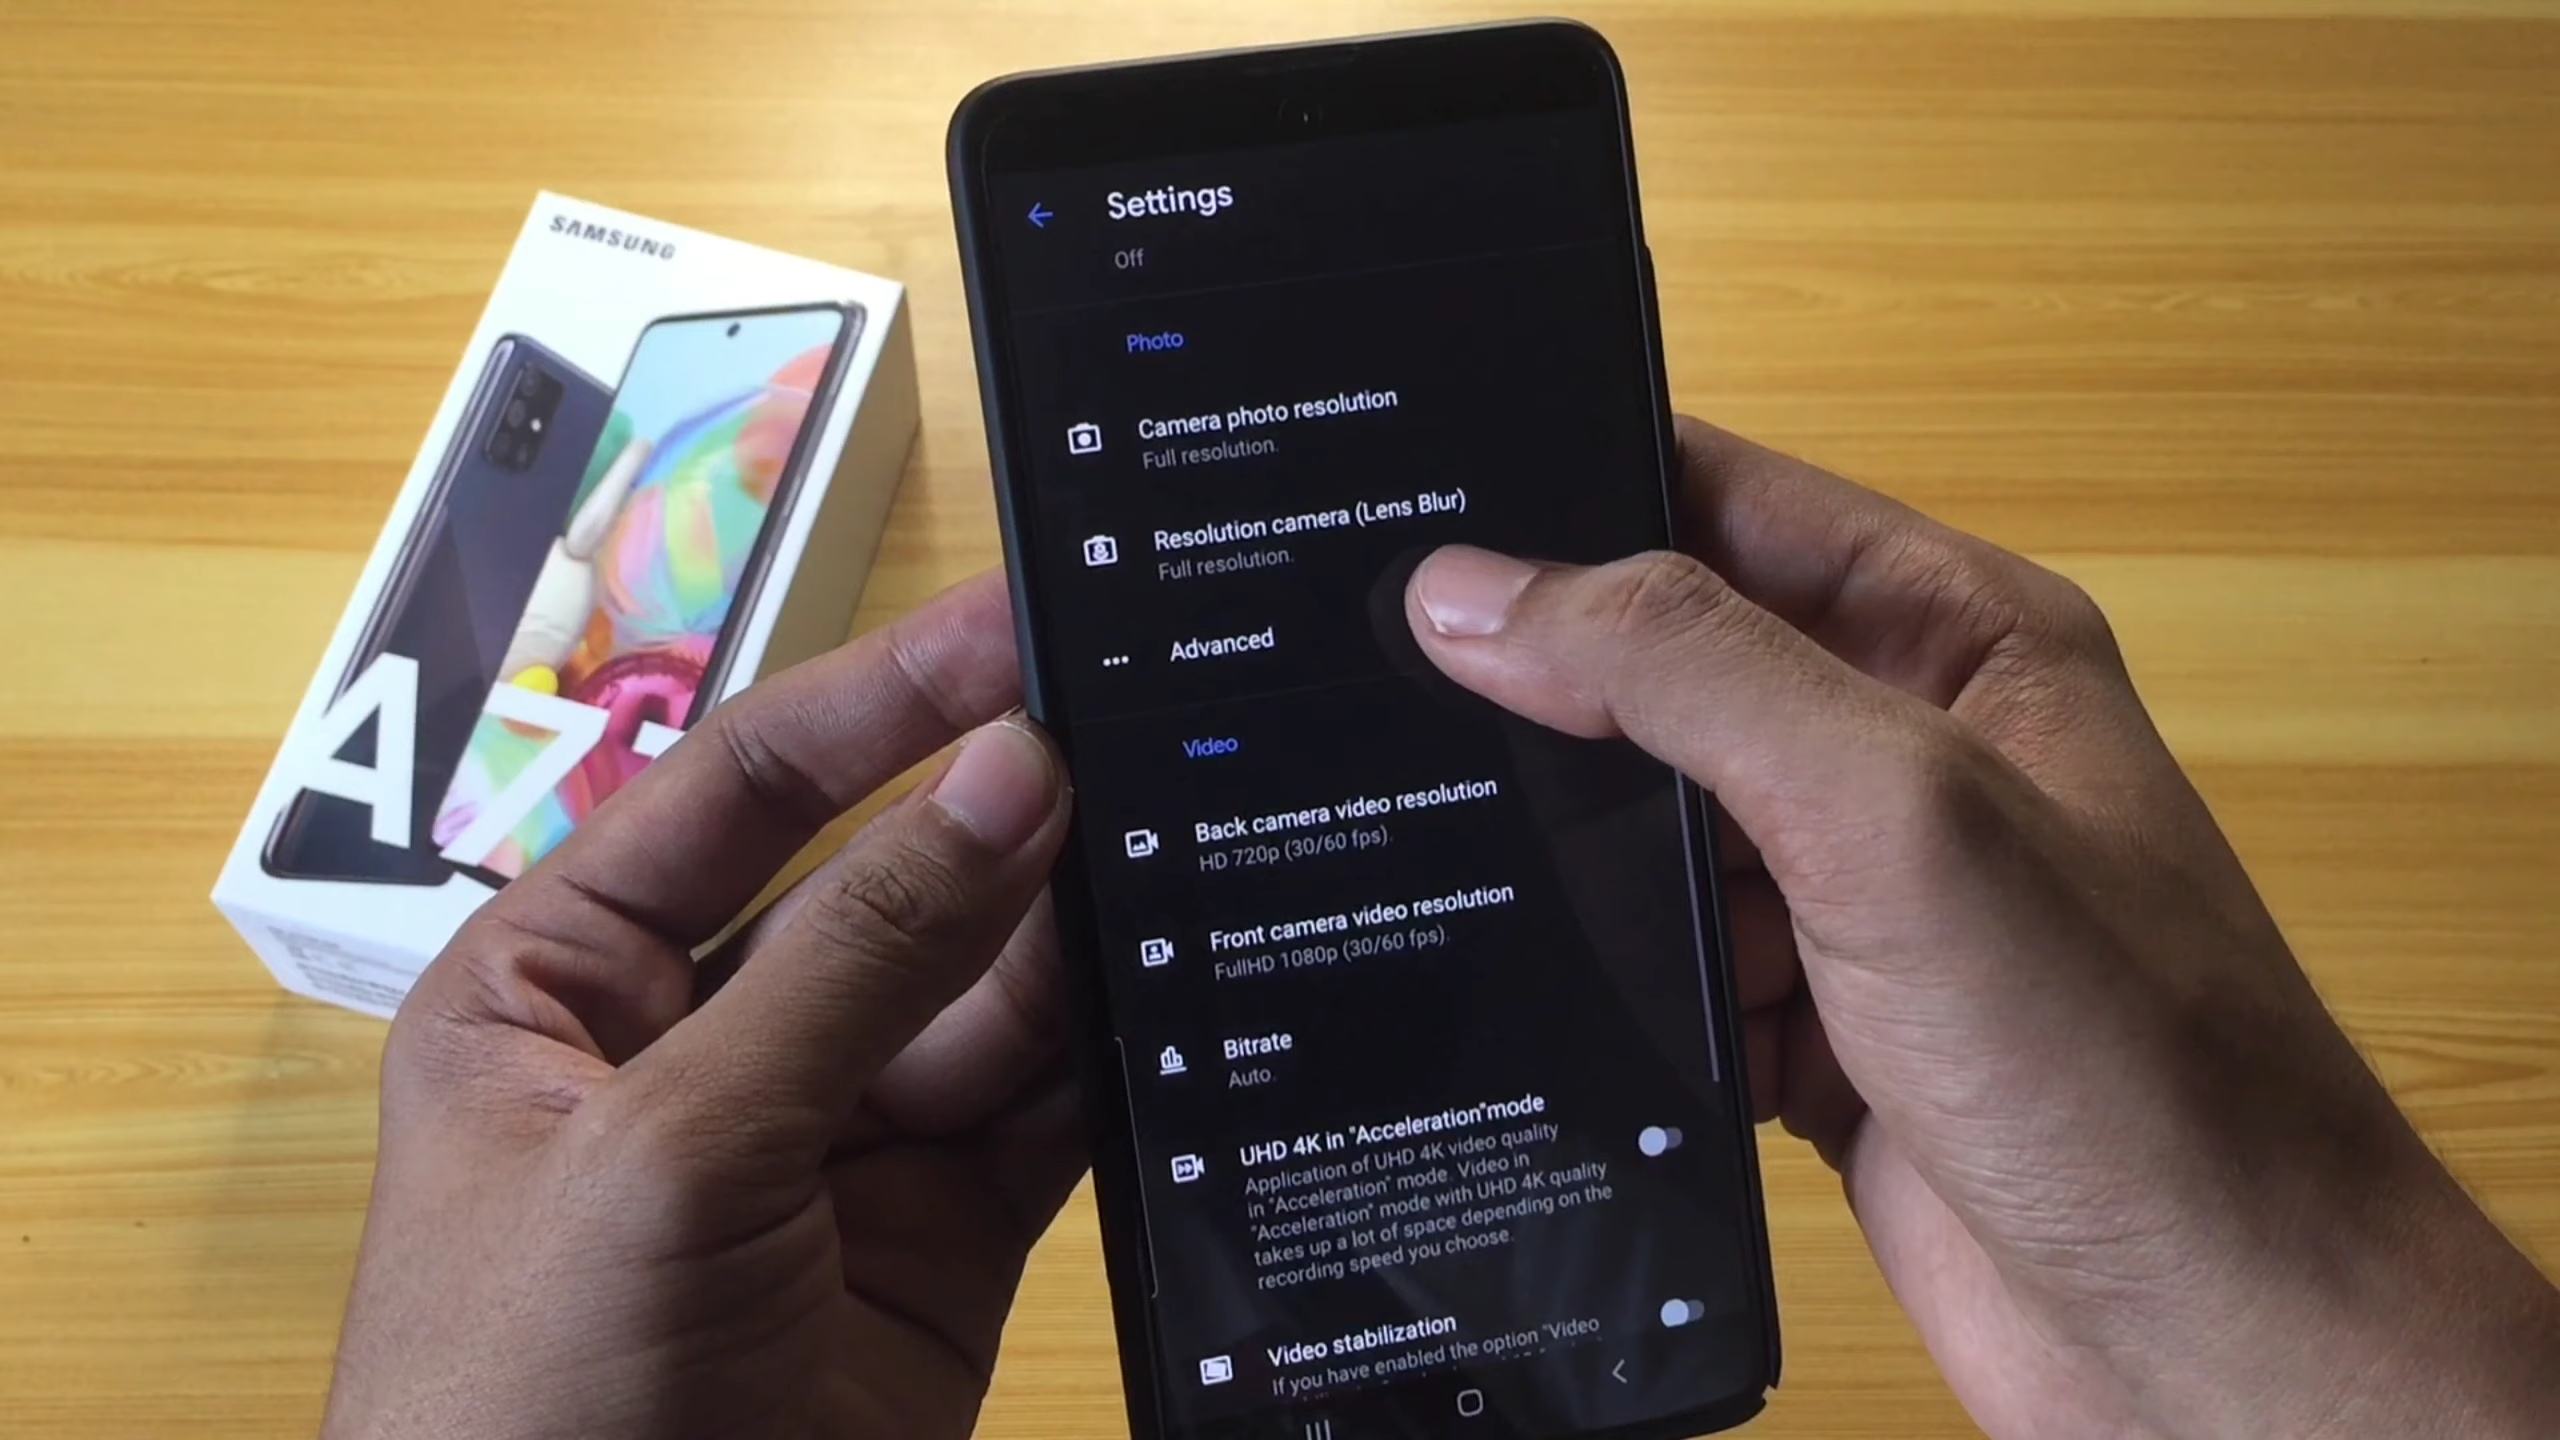 SAMSUNG
A7
Settings
Off
Photo
Camera photo resolution
Full resolution.
Resolution camera (Lens Blur)
Full resolution.
Advanced
Video
Back camera video resolution
HD 720p (30/60 fps).
Front camera video resolution
FullHD 1080p (30/60 fps).
Bitrate
Auto.
UHD 4K in "Acceleration"mode
Application of UHD 4K video quality
in "Acceleration" mode. Video in
"Acceleration" mode with UHD 4K quality
takes up a lot of space depending on the
recording speed you choose.
Video stabilization
If you have enabled the option "Video